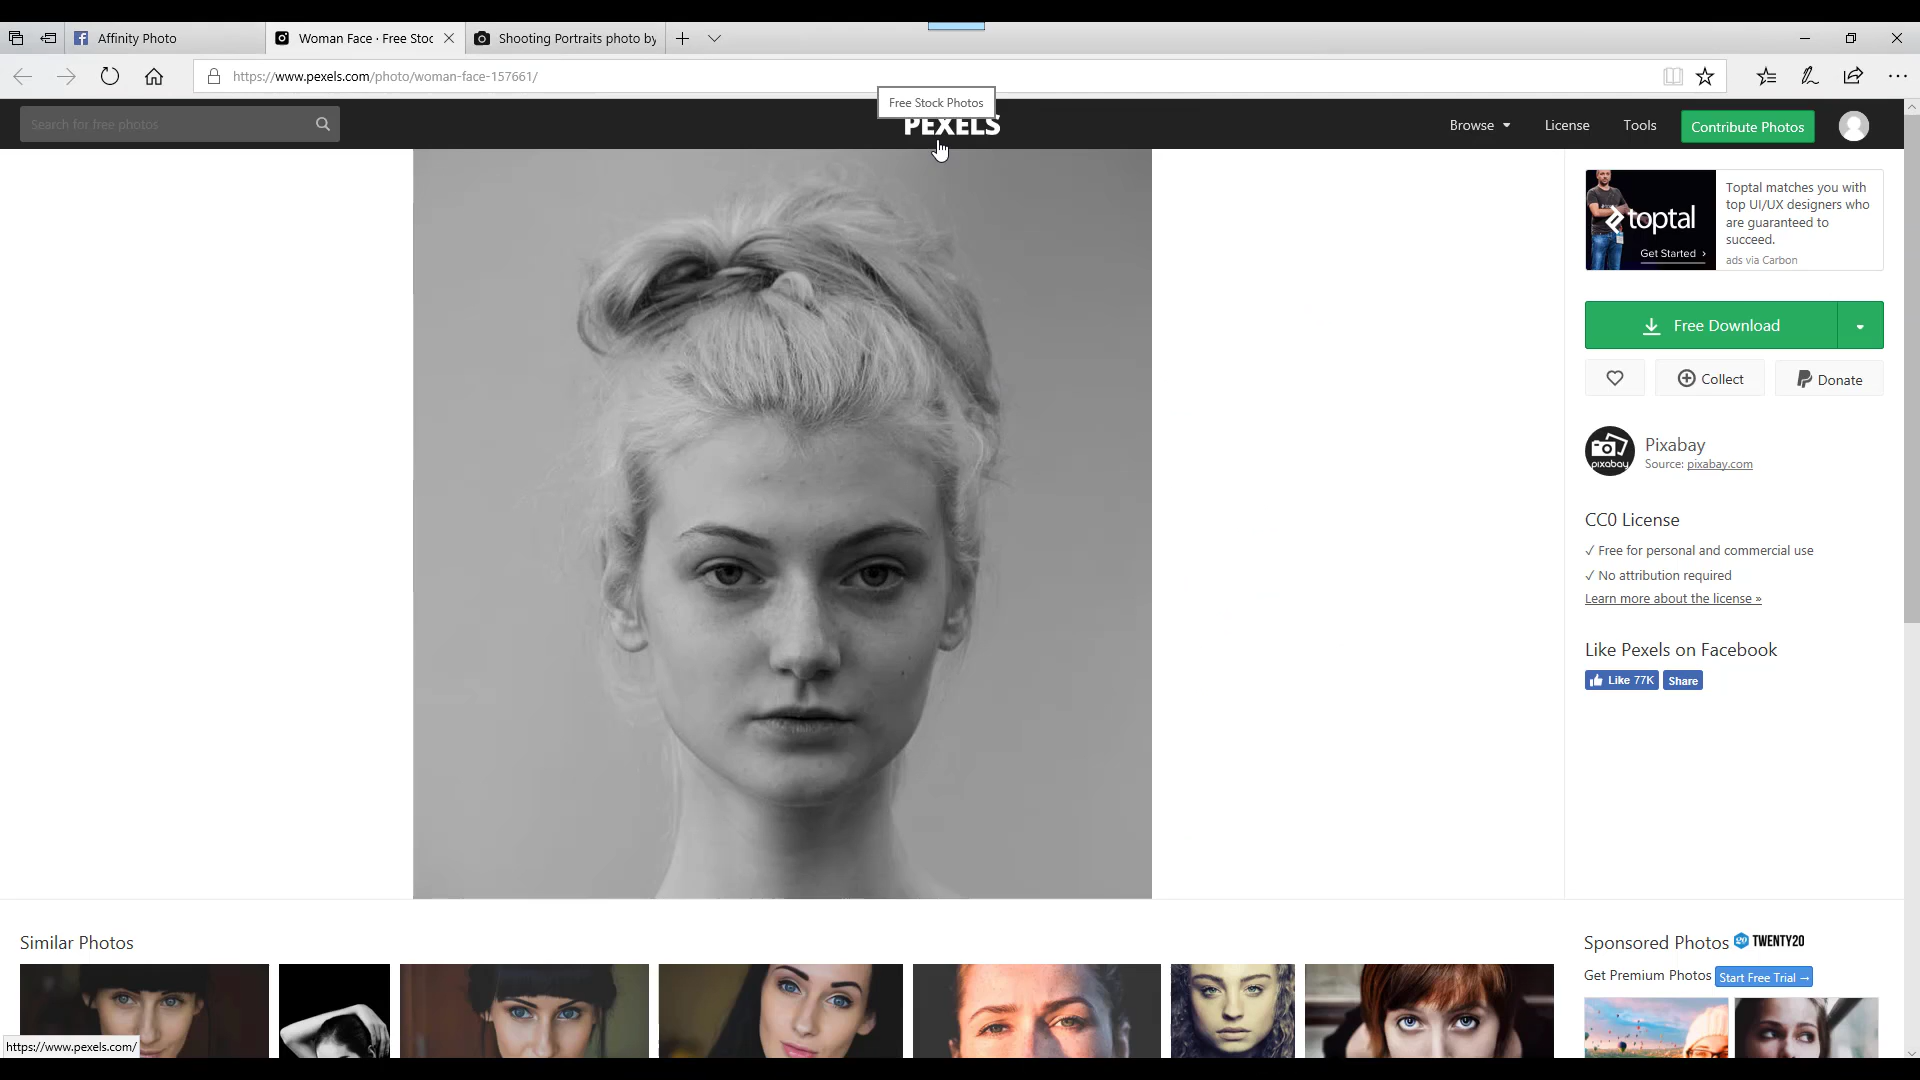 Affinity Photo
Woman Face · Free Stoc
Shooting Portraits photo by
https://www.pexels.com/photo/woman-face-157661/
Free Stock Photos
Search for free photos
PEXELS
Browse
License
Tools
Contribute Photos
toptal
Get Started ›
Toptal matches you with
top UI/UX designers who
are guaranteed to
succeed.
ads via Carbon
Free Download
Collect
Donate
pixabay
Pixabay
Source: pixabay.com
CC0 License
✓ Free for personal and commercial use
✓ No attribution required
Learn more about the license »
Like Pexels on Facebook
Like 77K
Share
Similar Photos
Sponsored Photos
TWENTY20
Get Premium Photos
Start Free Trial →
https://www.pexels.com/